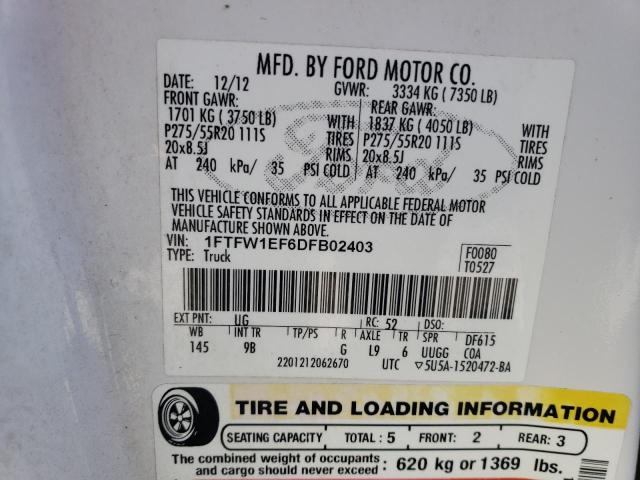 MFD. BY FORD MOTOR CO.
DATE: 12/12 GVWR: 3334 KG ( 7350 LB)
FRONT GAWR: REAR GAWR:
1701 KG ( 3750 LB) WITH 1837 KG ( 4050 LB) WITH
P275/55R20 111S TIRES P275/55R20 111S TIRES
20x8.5J RIMS 20x8.5J RIMS
AT 240 kPa/ 35 PSI COLD AT 240 kPa/ 35 PSI COLD
THIS VEHICLE CONFORMS TO ALL APPLICABLE FEDERAL MOTOR
VEHICLE SAFETY STANDARDS IN EFFECT ON THE DATE OF
MANUFACTURE SHOWN ABOVE.
VIN: 1FTFW1EF6DFB02403 F0080
TYPE: Truck T0527
EXT PNT: UG RC: 52 DSO:
WB INT TR TP/PS R AXLE TR SPR DF615
145 9B G L9 6 UUGG COA
2201212062670 UTC ▽5U5A-1520472-BA
Ford
TIRE AND LOADING INFORMATION
SEATING CAPACITY TOTAL : 5 FRONT: 2 REAR: 3
The combined weight of occupants
and cargo should never exceed : 620 kg or 1369 lbs.